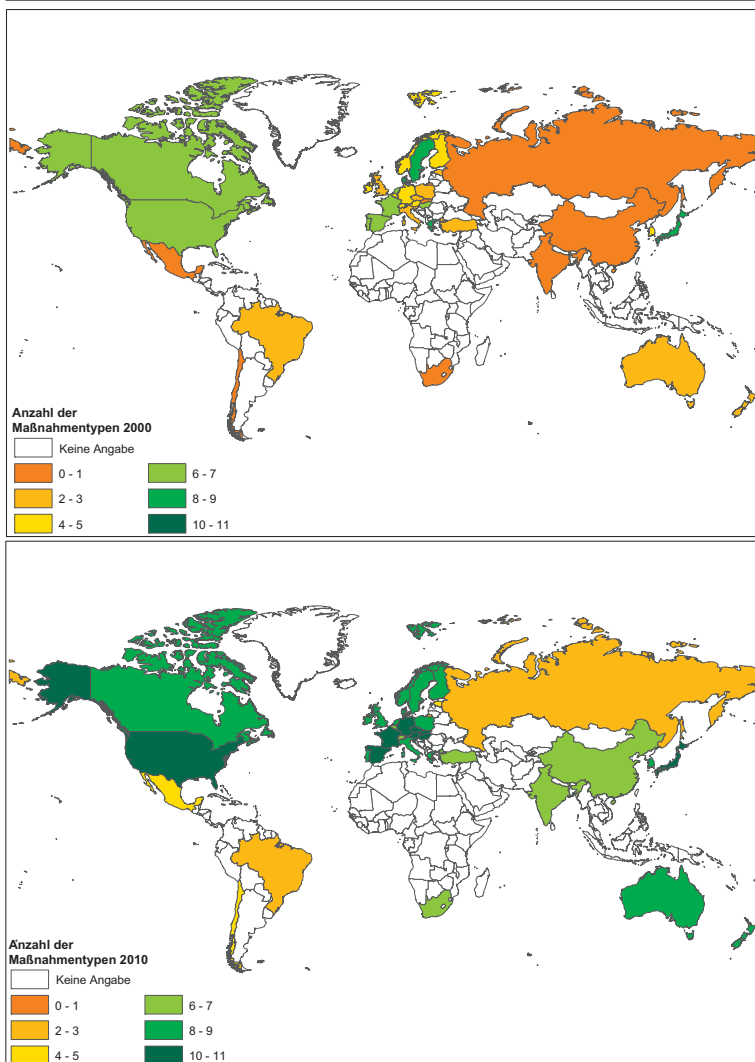 Anzahl der
Maßnahmentypen 2000
Keine Angabe
0 - 1
6 - 7
2 - 3
8 - 9
4 - 5
10 - 11
Anzahl der
Maßnahmentypen 2010
Keine Angabe
0 - 1
6 - 7
2 - 3
8 - 9
4 - 5
10 - 11